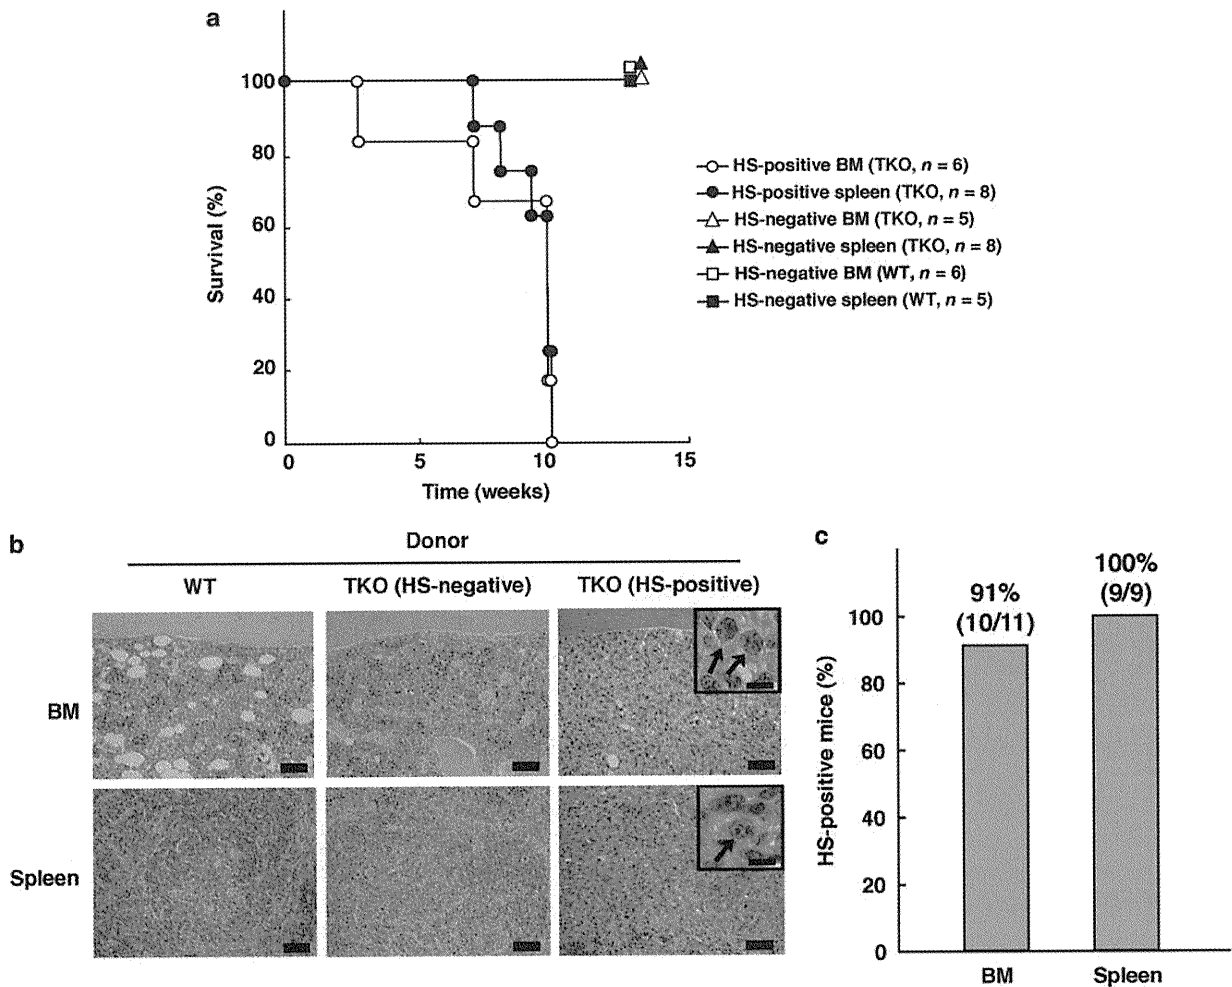 a
100
80
60
40
20
0
Survival (%)
0 5 10 15
Time (weeks)
HS-positive BM (TKO, n = 6)
HS-positive spleen (TKO, n = 8)
HS-negative BM (TKO, n = 5)
HS-negative spleen (TKO, n = 8)
HS-negative BM (WT, n = 6)
HS-negative spleen (WT, n = 5)
b
Donor
WT TKO (HS-negative) TKO (HS-positive)
BM
Spleen
c
HS-positive mice (%)
100
80
60
40
20
0
91%
(10/11)
100%
(9/9)
BM Spleen